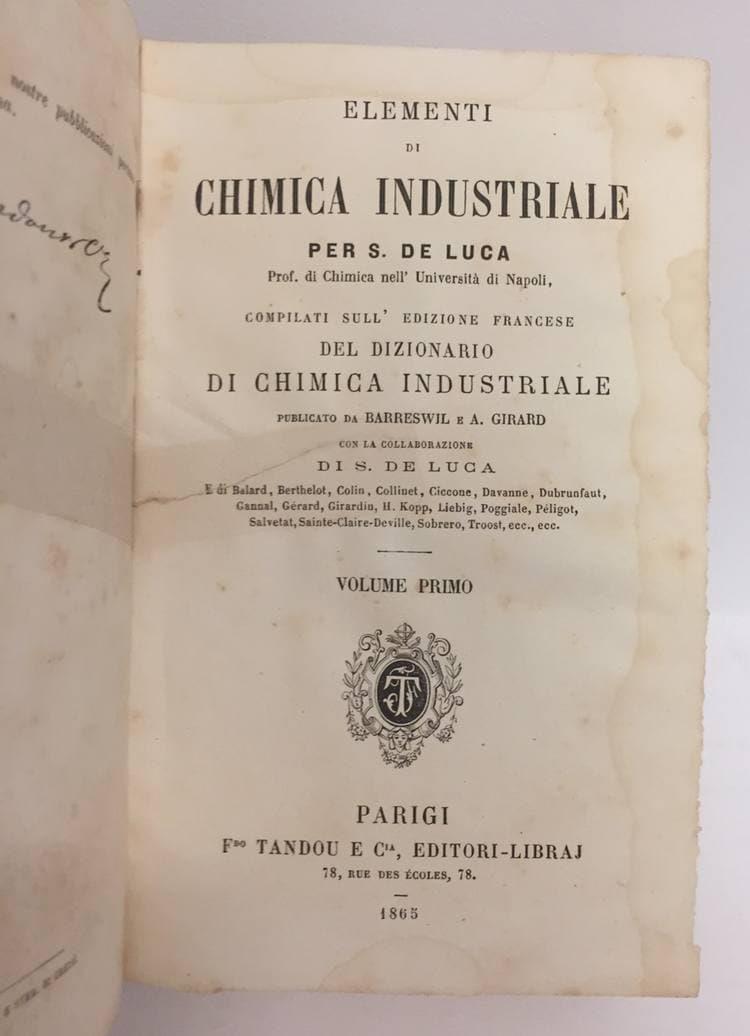 nostre pubblicazioni
ELEMENTI
DI
CHIMICA INDUSTRIALE
PER S. DE LUCA
Prof. di Chimica nell' Università di Napoli,
COMPILATI SULL' EDIZIONE FRANCESE
DEL DIZIONARIO
DI CHIMICA INDUSTRIALE
PUBLICATO DA BARRESWIL E A. GIRARD
CON LA COLLABORAZIONE
DI S. DE LUCA
E di Balard, Berthelot, Colin, Collinet, Ciccone, Davanne, Dubrunfaut,
Gannal, Gérard, Girardin, H. Kopp, Liebig, Poggiale, Péligot,
Salvetat, Sainte-Claire-Deville, Sobrero, Troost, ecc., ecc.
VOLUME PRIMO
PARIGI
Fᴰᴼ TANDOU E Cᴵᴬ, EDITORI-LIBRAJ
78, RUE DES ÉCOLES, 78.
1865